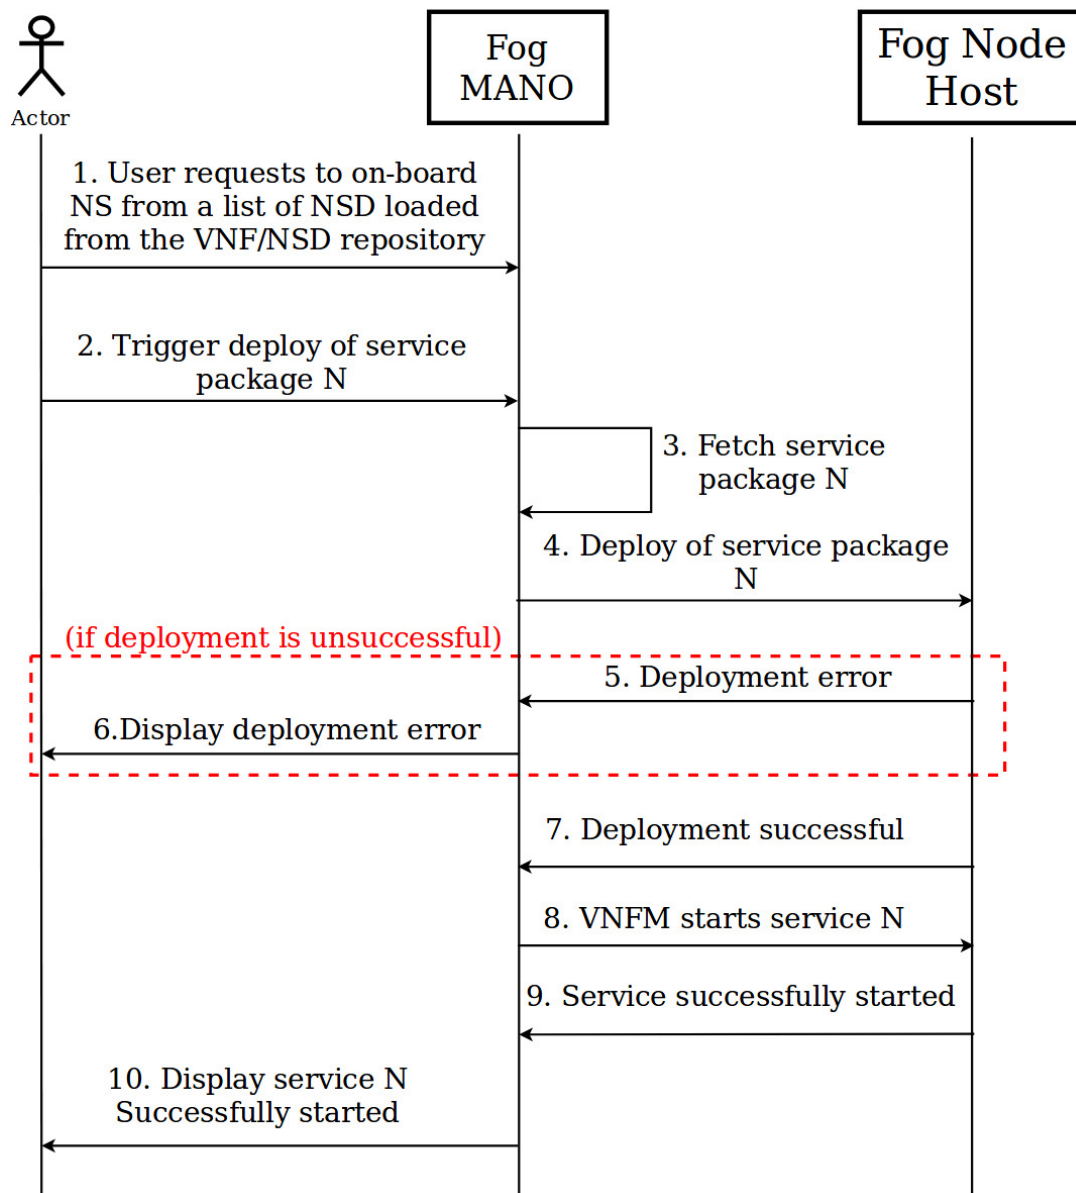 Actor
Fog
MANO
Fog Node
Host
1. User requests to on-board
NS from a list of NSD loaded
from the VNF/NSD repository
2. Trigger deploy of service
package N
3. Fetch service
package N
4. Deploy of service package
N
(if deployment is unsuccessful)
5. Deployment error
6.Display deployment error
7. Deployment successful
8. VNFM starts service N
9. Service successfully started
10. Display service N
Successfully started